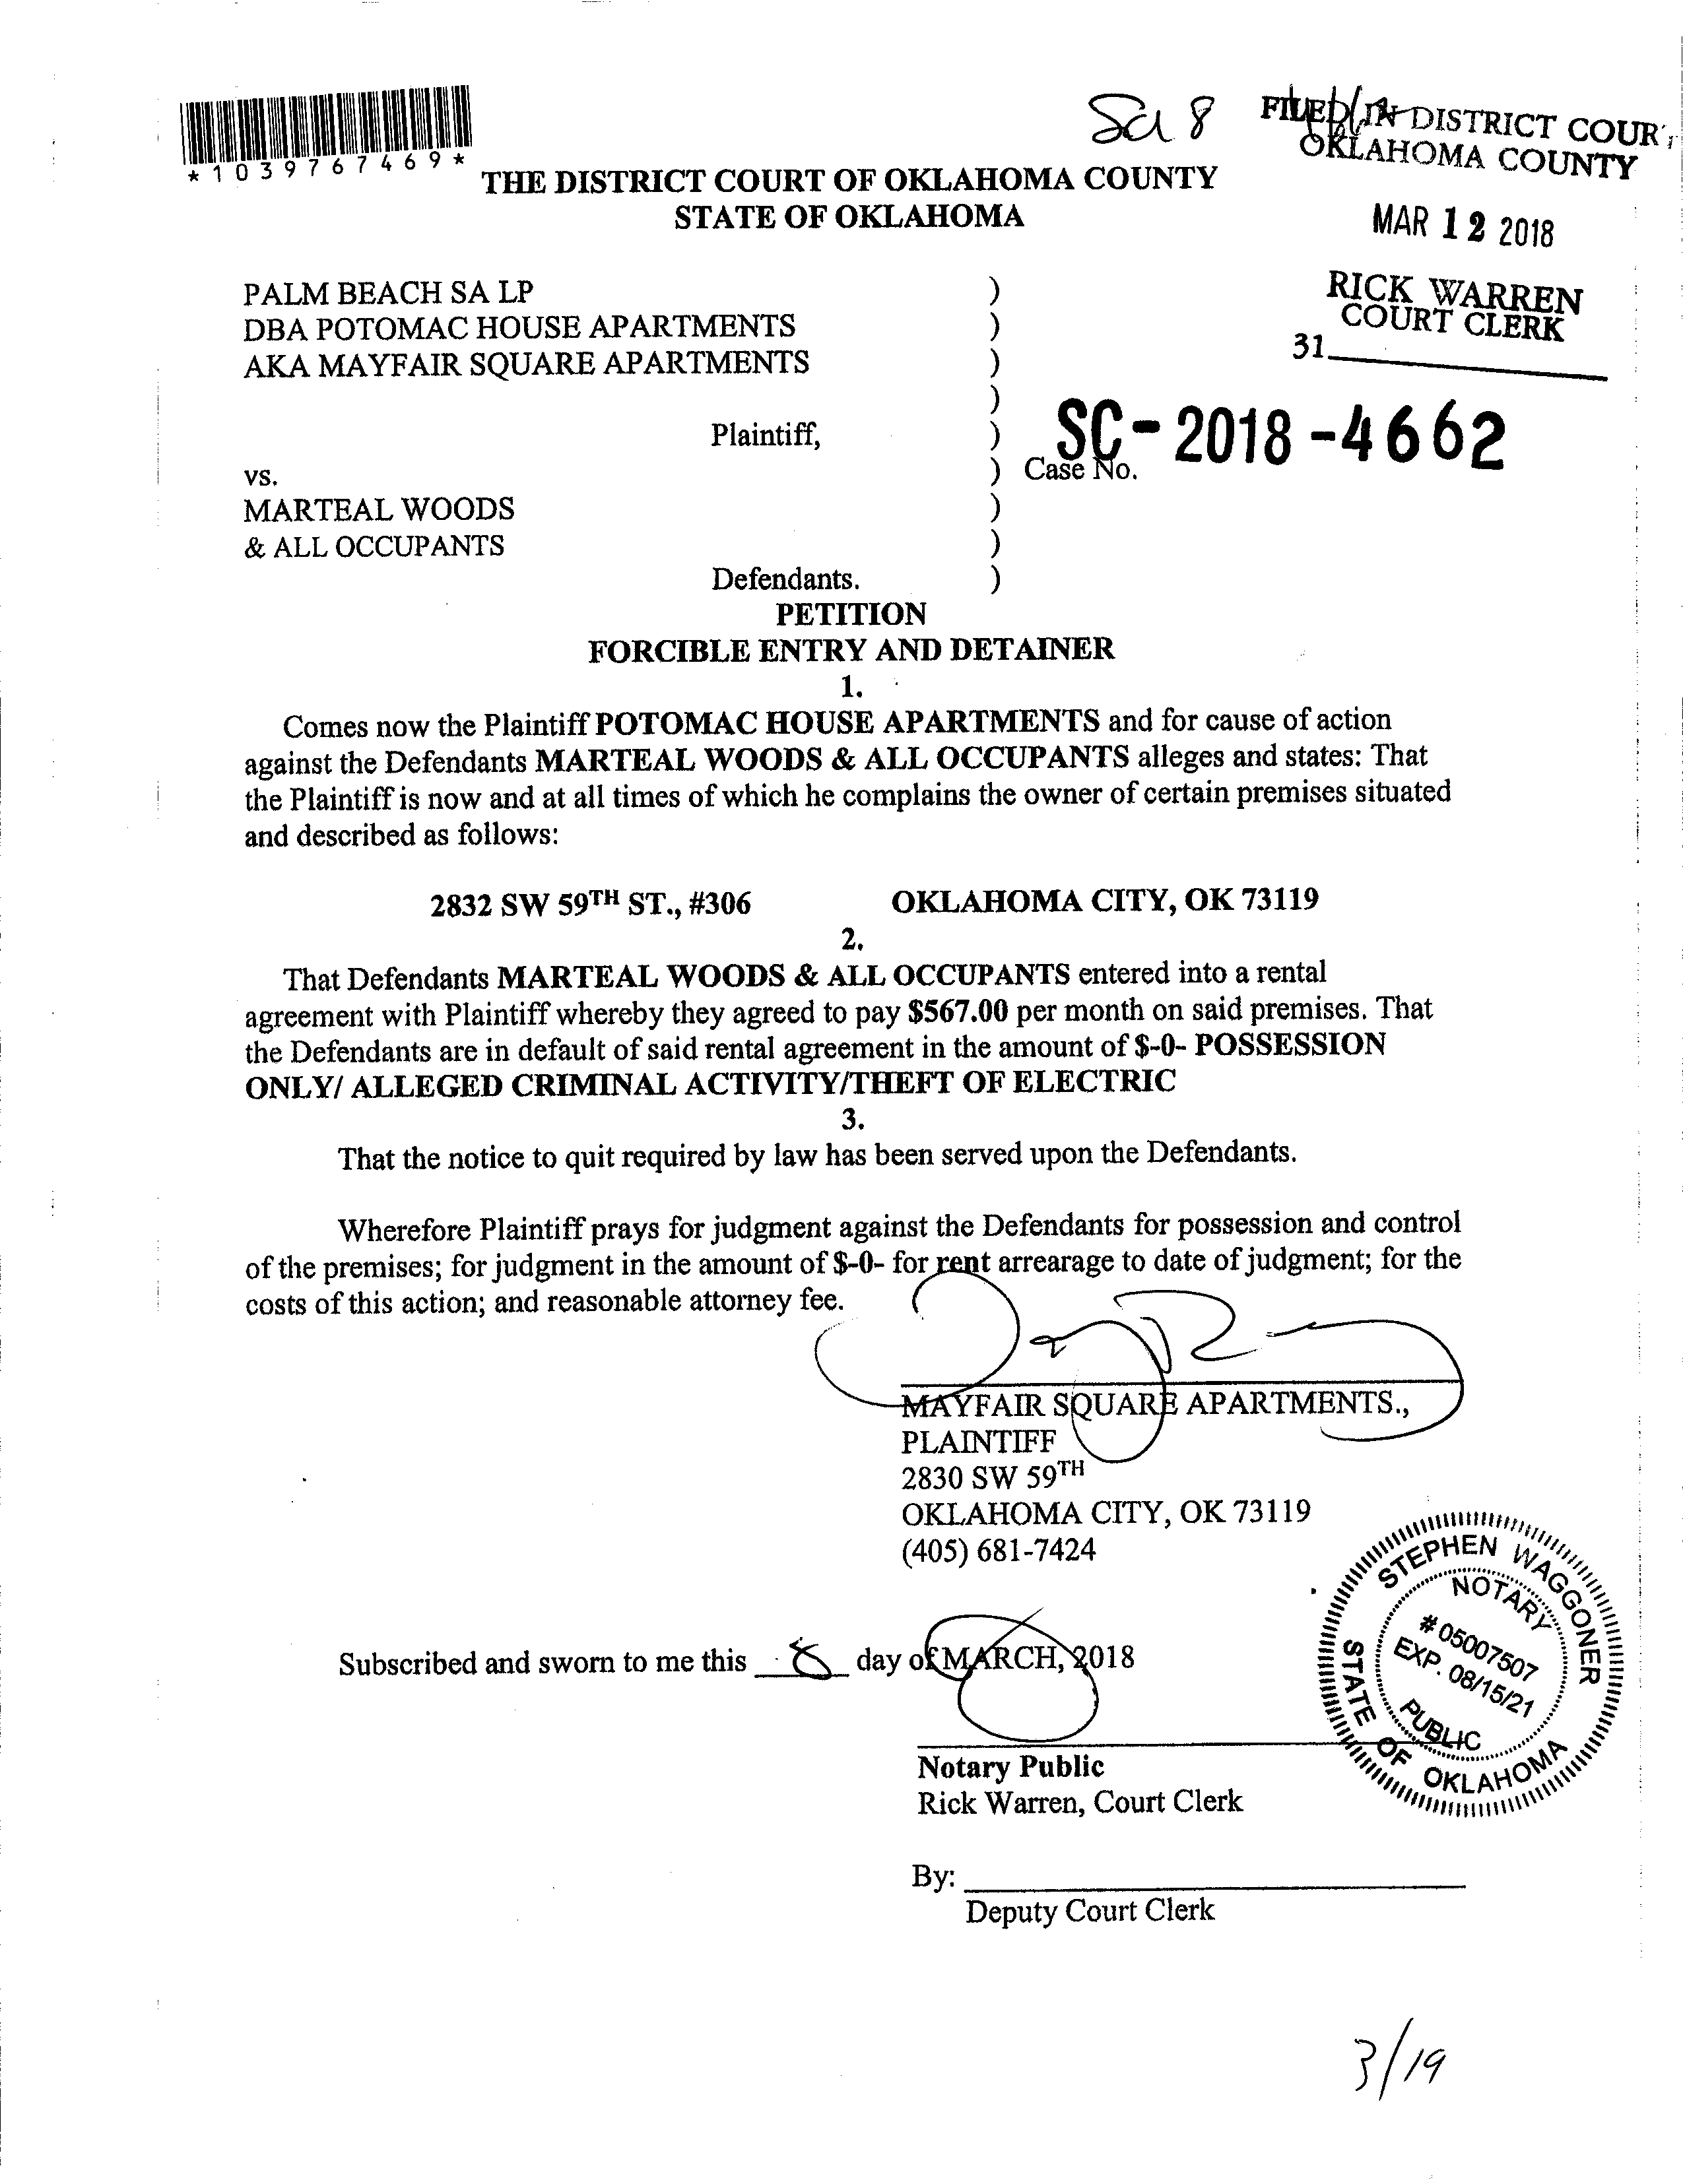 Sa 8
FILED IN DISTRICT COUR
OKLAHOMA COUNTY
*1039767469*
THE DISTRICT COURT OF OKLAHOMA COUNTY
STATE OF OKLAHOMA
MAR 12 2018
RICK WARREN
COURT CLERK
31
PALM BEACH SA LP )
DBA POTOMAC HOUSE APARTMENTS )
AKA MAYFAIR SQUARE APARTMENTS )
)
Plaintiff, )
SC-2018-4662
vs. ) Case No.
MARTEAL WOODS )
& ALL OCCUPANTS )
Defendants. )
PETITION
FORCIBLE ENTRY AND DETAINER
1.
Comes now the Plaintiff POTOMAC HOUSE APARTMENTS and for cause of action
against the Defendants MARTEAL WOODS & ALL OCCUPANTS alleges and states: That
the Plaintiff is now and at all times of which he complains the owner of certain premises situated
and described as follows:
2832 SW 59TH ST., #306 OKLAHOMA CITY, OK 73119
2.
That Defendants MARTEAL WOODS & ALL OCCUPANTS entered into a rental
agreement with Plaintiff whereby they agreed to pay $567.00 per month on said premises. That
the Defendants are in default of said rental agreement in the amount of $-0- POSSESSION
ONLY/ ALLEGED CRIMINAL ACTIVITY/THEFT OF ELECTRIC
3.
That the notice to quit required by law has been served upon the Defendants.
Wherefore Plaintiff prays for judgment against the Defendants for possession and control
of the premises; for judgment in the amount of $-0- for rent arrearage to date of judgment; for the
costs of this action; and reasonable attorney fee.
MAYFAIR SQUARE APARTMENTS.,
PLAINTIFF
2830 SW 59TH
OKLAHOMA CITY, OK 73119
(405) 681-7424
STEPHEN WAGGONER
NOTARY
# 05007507
EXP. 08/15/21
PUBLIC
STATE OF OKLAHOMA
Subscribed and sworn to me this 8 day of MARCH, 2018
Notary Public
Rick Warren, Court Clerk
By:
Deputy Court Clerk
3/19